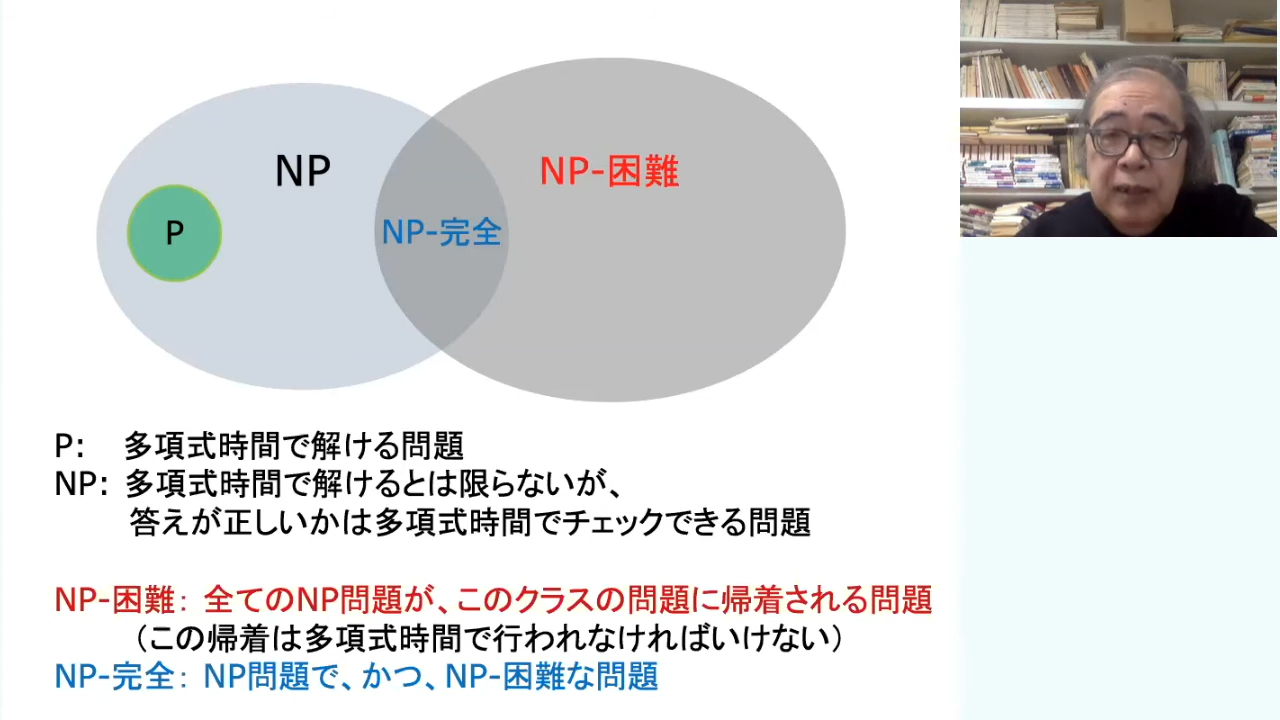 NP
NP-困難
P
NP-完全
P: 多項式時間で解ける問題
NP: 多項式時間で解けるとは限らないが、
答えが正しいかは多項式時間でチェックできる問題
NP-困難: 全てのNP問題が、このクラスの問題に帰着される問題
（この帰着は多項式時間で行われなければいけない）
NP-完全: NP問題で、かつ、NP-困難な問題